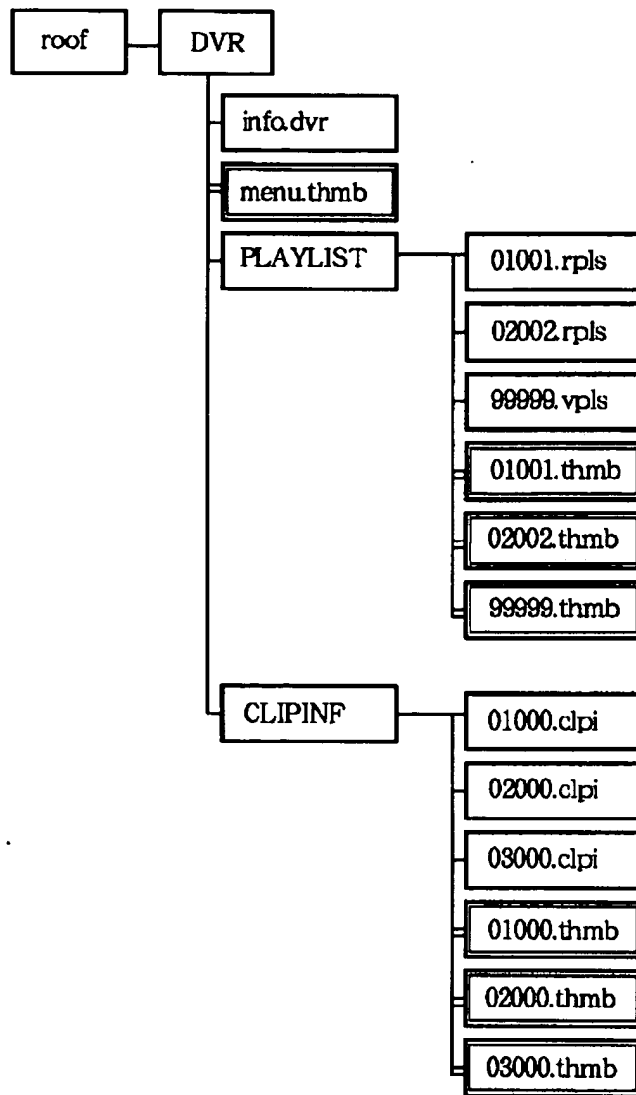 roof
DVR
info.dvr
menu.thmb
PLAYLIST
01001.rpls
02002.rpls
99999.vpls
01001.thmb
02002.thmb
99999.thmb
CLIPINF
01000.clpi
02000.clpi
03000.clpi
01000.thmb
02000.thmb
03000.thmb